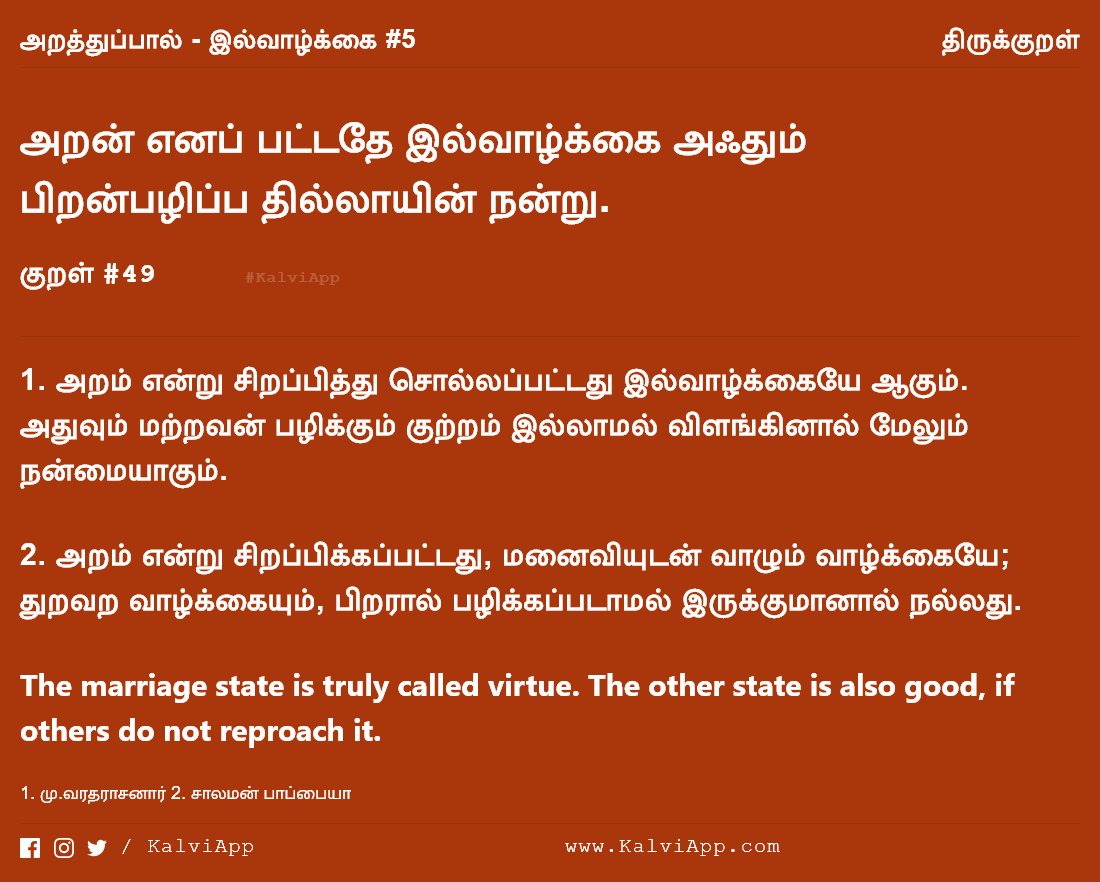 அறத்துப்பால் - இல்வாழ்க்கை #5
திருக்குறள்
அறன் எனப் பட்டதே இல்வாழ்க்கை அஃதும்
பிறன்பழிப்ப தில்லாயின் நன்று.
குறள் #49
#KalviApp
1. அறம் என்று சிறப்பித்து சொல்லப்பட்டது இல்வாழ்க்கையே ஆகும்.
அதுவும் மற்றவன் பழிக்கும் குற்றம் இல்லாமல் விளங்கினால் மேலும்
நன்மையாகும்.
2. அறம் என்று சிறப்பிக்கப்பட்டது, மனைவியுடன் வாழும் வாழ்க்கையே;
துறவற வாழ்க்கையும், பிறரால் பழிக்கப்படாமல் இருக்குமானால் நல்லது.
The marriage state is truly called virtue. The other state is also good, if
others do not reproach it.
1. மு.வரதராசனார் 2. சாலமன் பாப்பையா
/ KalviApp
www.KalviApp.com